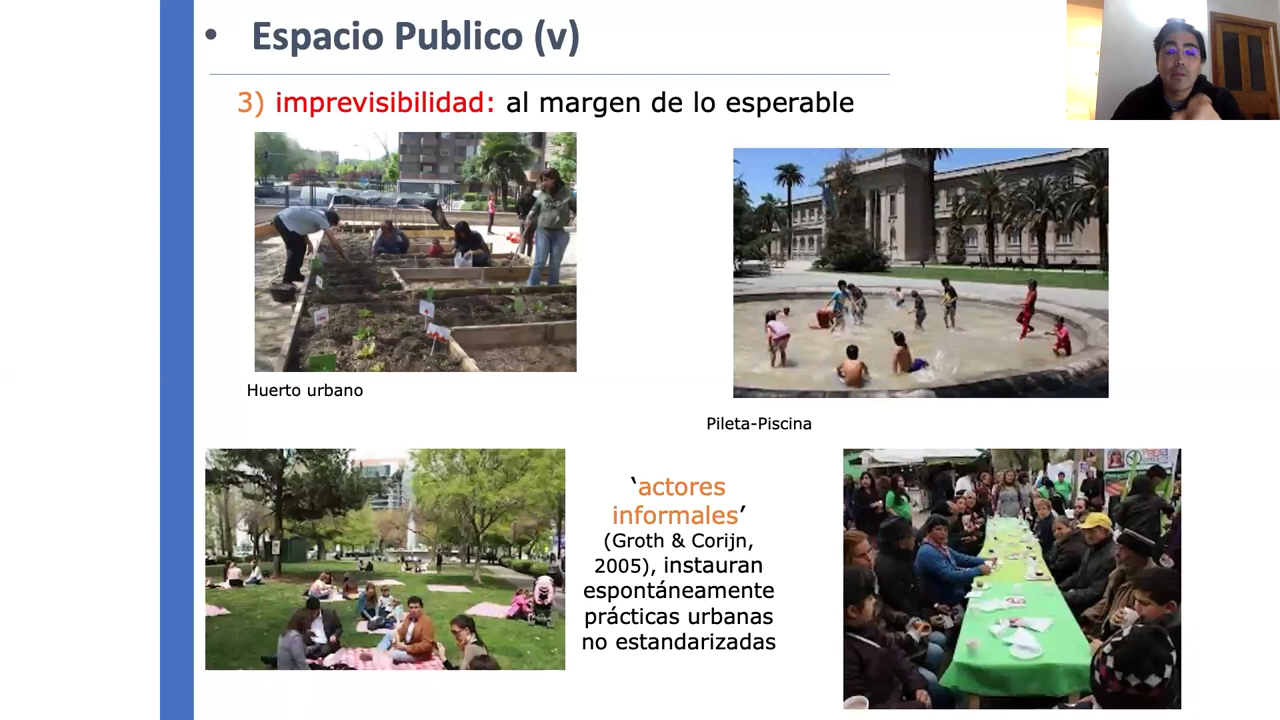 • Espacio Publico (v)
3) imprevisibilidad: al margen de lo esperable
Huerto urbano
Pileta-Piscina
‘actores
informales’
(Groth & Corijn,
2005), instauran
espontáneamente
prácticas urbanas
no estandarizadas